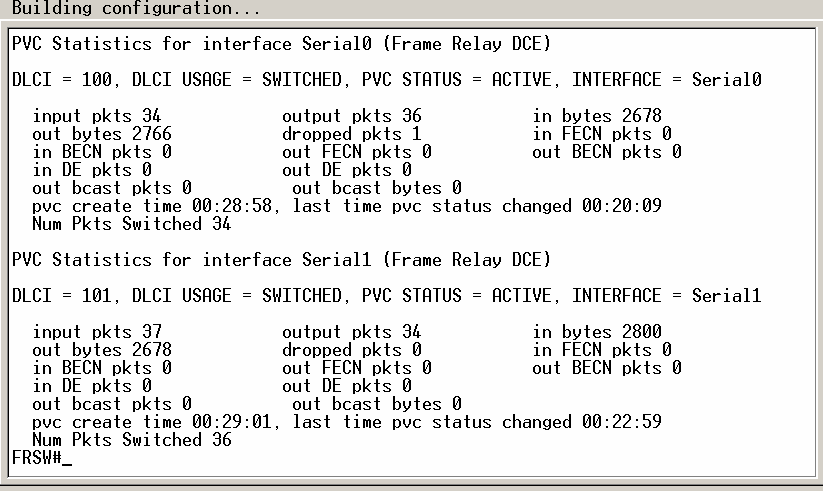 Building configuration...
PVC Statistics for interface Serial0 (Frame Relay DCE)
DLCI = 100, DLCI USAGE = SWITCHED, PVC STATUS = ACTIVE, INTERFACE = Serial0
input pkts 34 output pkts 36 in bytes 2678
out bytes 2766 dropped pkts 1 in FECN pkts 0
in BECN pkts 0 out FECN pkts 0 out BECN pkts 0
in DE pkts 0 out DE pkts 0
out bcast pkts 0 out bcast bytes 0
pvc create time 00:28:58, last time pvc status changed 00:20:09
Num Pkts Switched 34
PVC Statistics for interface Serial1 (Frame Relay DCE)
DLCI = 101, DLCI USAGE = SWITCHED, PVC STATUS = ACTIVE, INTERFACE = Serial1
input pkts 37 output pkts 34 in bytes 2800
out bytes 2678 dropped pkts 0 in FECN pkts 0
in BECN pkts 0 out FECN pkts 0 out BECN pkts 0
in DE pkts 0 out DE pkts 0
out bcast pkts 0 out bcast bytes 0
pvc create time 00:29:01, last time pvc status changed 00:22:59
Num Pkts Switched 36
FRSW#_